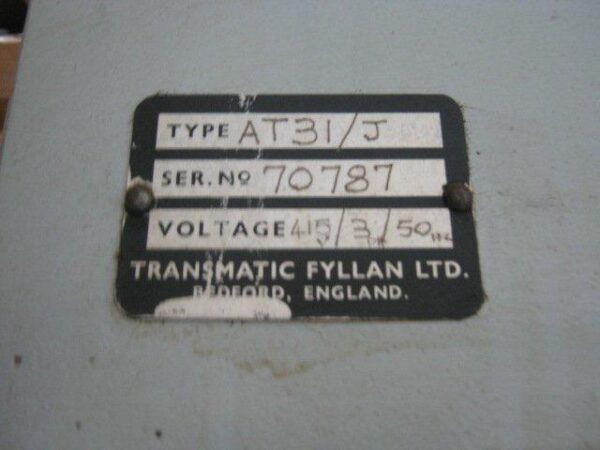 TYPE AT31/J
SER. Nº 70787
VOLTAGE 415/3/50
TRANSMATIC FYLLAN LTD.
BEDFORD, ENGLAND.